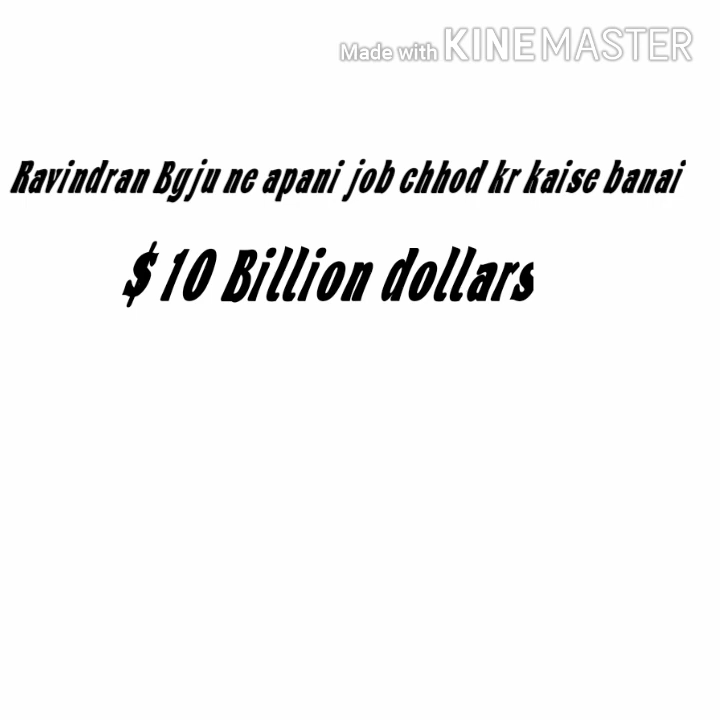 Made with KINEMASTER
Ravindran Byju ne apani job chhod kr kaise banai
$ 10 Billion dollars